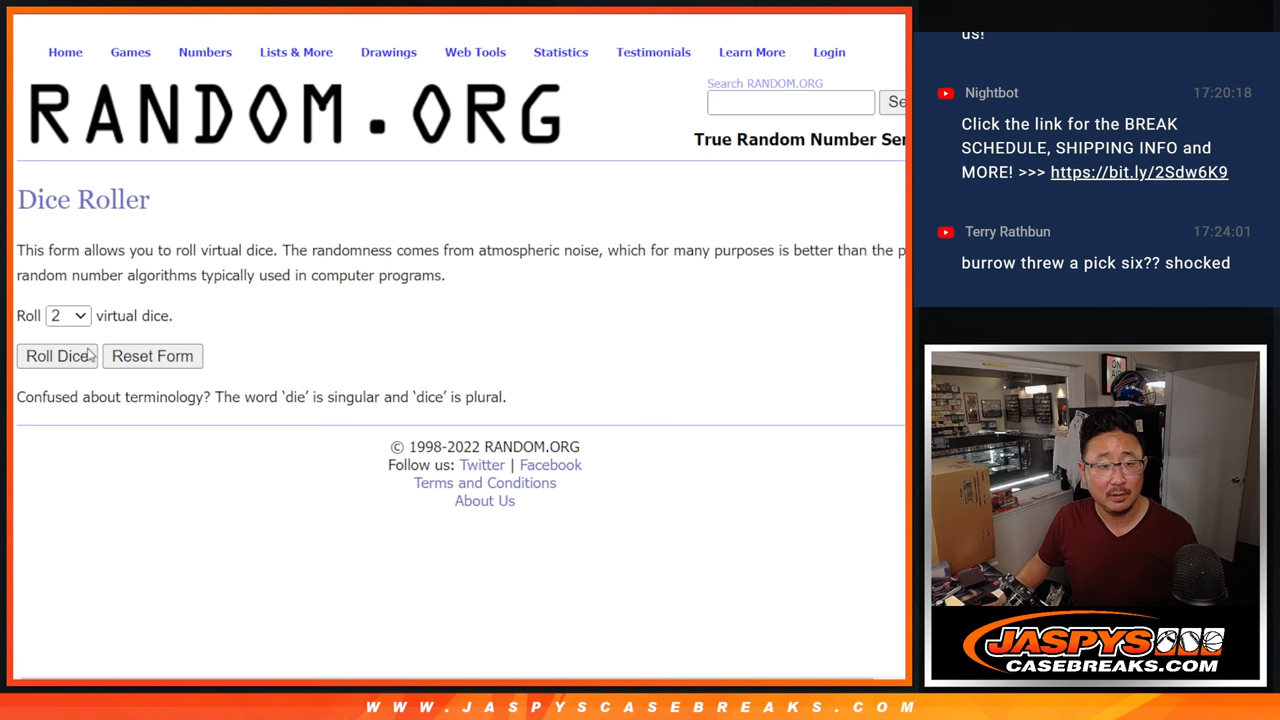 Home Games Numbers Lists & More Drawings Web Tools Statistics Testimonials Learn More Login
RANDOM.ORG
Search RANDOM.ORG
Se
True Random Number Ser
Dice Roller
This form allows you to roll virtual dice. The randomness comes from atmospheric noise, which for many purposes is better than the p
random number algorithms typically used in computer programs.
Roll 2 virtual dice.
Roll Dice Reset Form
Confused about terminology? The word ‘die’ is singular and ‘dice’ is plural.
© 1998-2022 RANDOM.ORG
Follow us: Twitter | Facebook
Terms and Conditions
About Us
us!
Nightbot 17:20:18
Click the link for the BREAK
SCHEDULE, SHIPPING INFO and
MORE! >>> https://bit.ly/2Sdw6K9
Terry Rathbun 17:24:01
burrow threw a pick six?? shocked
ON
AIR
JASPYS
CASEBREAKS.COM
WWW.JASPYSCASEBREAKS.COM